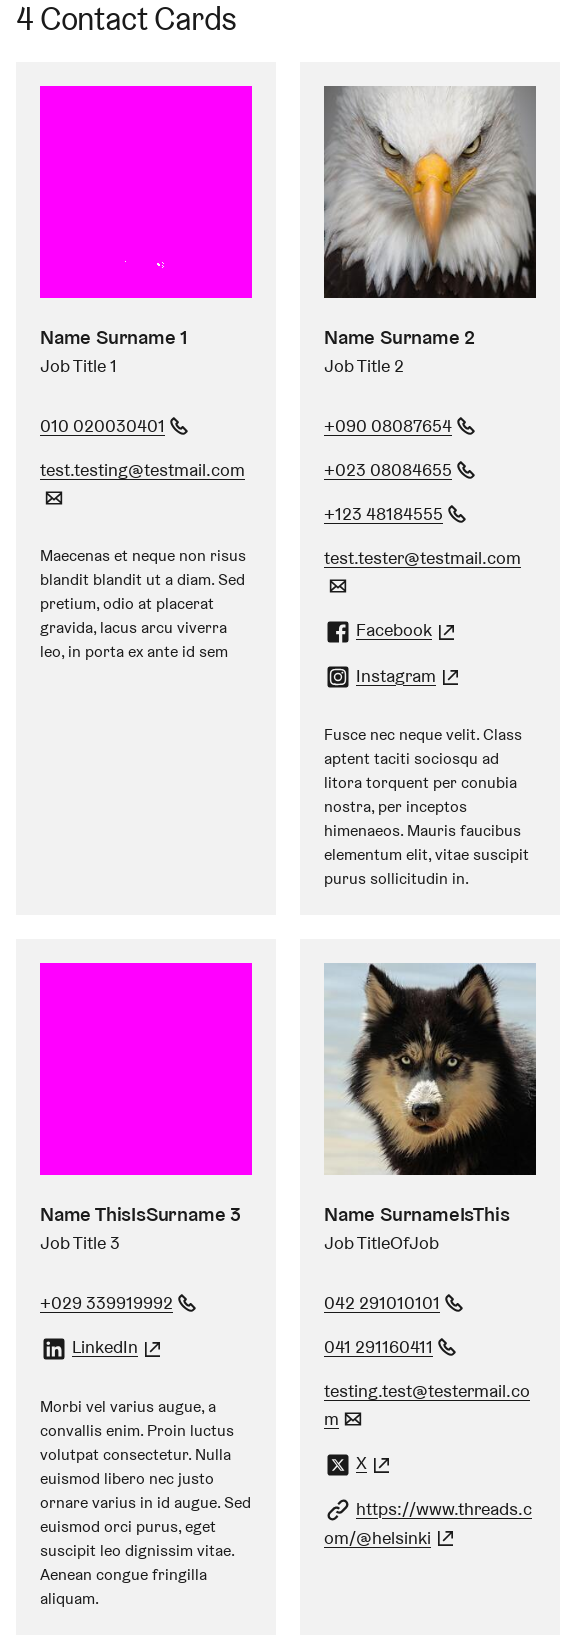 4 Contact Cards
Name Surname 1
Job Title 1
010 020030401
test.testing@testmail.com
Maecenas et neque non risus
blandit blandit ut a diam. Sed
pretium, odio at placerat
gravida, lacus arcu viverra
leo, in porta ex ante id sem
Name Surname 2
Job Title 2
+090 08087654
+023 08084655
+123 48184555
test.tester@testmail.com
Facebook
Instagram
Fusce nec neque velit. Class
aptent taciti sociosqu ad
litora torquent per conubia
nostra, per inceptos
himenaeos. Mauris faucibus
elementum elit, vitae suscipit
purus sollicitudin in.
Name ThisIsSurname 3
Job Title 3
+029 339919992
LinkedIn
Morbi vel varius augue, a
convallis enim. Proin luctus
volutpat consectetur. Nulla
euismod libero nec justo
ornare varius in id augue. Sed
euismod orci purus, eget
suscipit leo dignissim vitae.
Aenean congue fringilla
aliquam.
Name SurnameIsThis
Job TitleOfJob
042 291010101
041 291160411
testing.test@testermail.co
m
X
https://www.threads.c
om/@helsinki